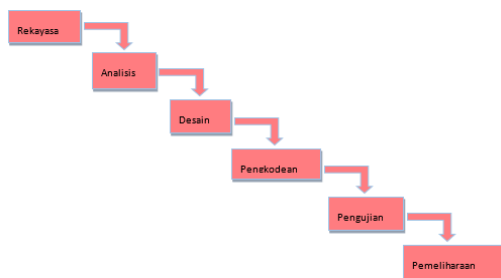 Rekayasa
Analisis
Desain
Pengkodean
Pengujian
Pemeliharaan